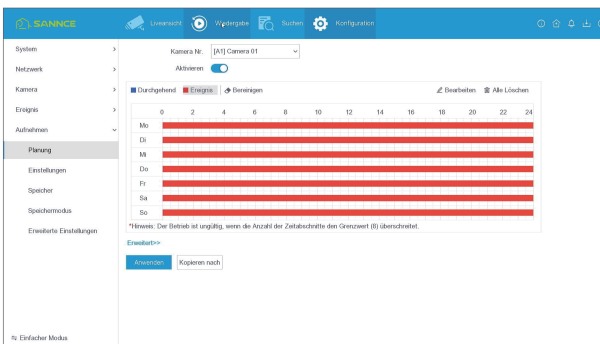 SANNCE
Liveansicht Wiedergabe Suchen Konfiguration
System
Netzwerk
Kamera
Ereignis
Aufnehmen
Planung
Einstellungen
Speicher
Speichermodus
Erweiterte Einstellungen
Einfacher Modus
Kamera Nr. [A1] Camera 01
Aktivieren
Durchgehend Ereignis Bereinigen Bearbeiten Alle Löschen
0 2 4 6 8 10 12 14 16 18 20 22 24
Mo
Di
Mi
Do
Fr
Sa
So
*Hinweis: Der Betrieb ist ungültig, wenn die Anzahl der Zeitabschnitte den Grenzwert (8) überschreitet.
Erweitert>>
Anwenden Kopieren nach